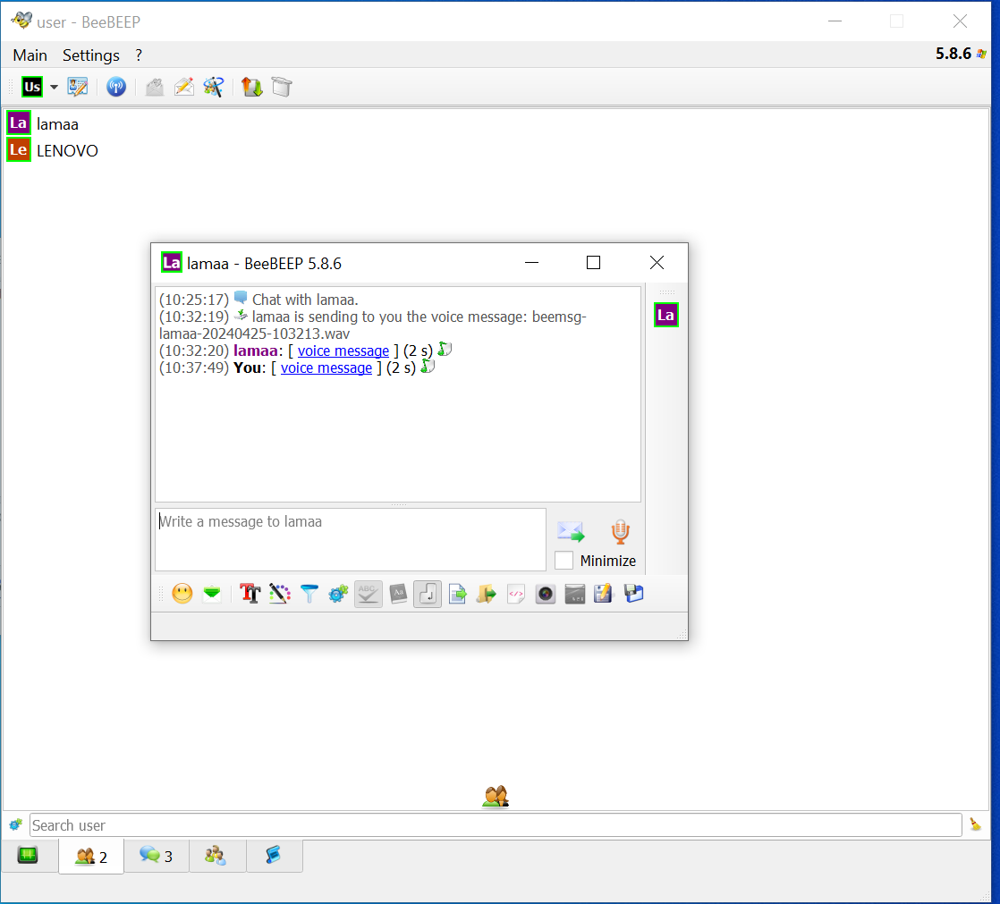 user - BeeBEEP
Main Settings ?
5.8.6
Us
La lamaa
Le LENOVO
La lamaa - BeeBEEP 5.8.6
(10:25:17) Chat with lamaa.
(10:32:19) lamaa is sending to you the voice message: beemsg-
lamaa-20240425-103213.wav
(10:32:20) lamaa: [ voice message ] (2 s)
(10:37:49) You: [ voice message ] (2 s)
La
Write a message to lamaa
Minimize
TT ABC Aa </>
Search user
2 3